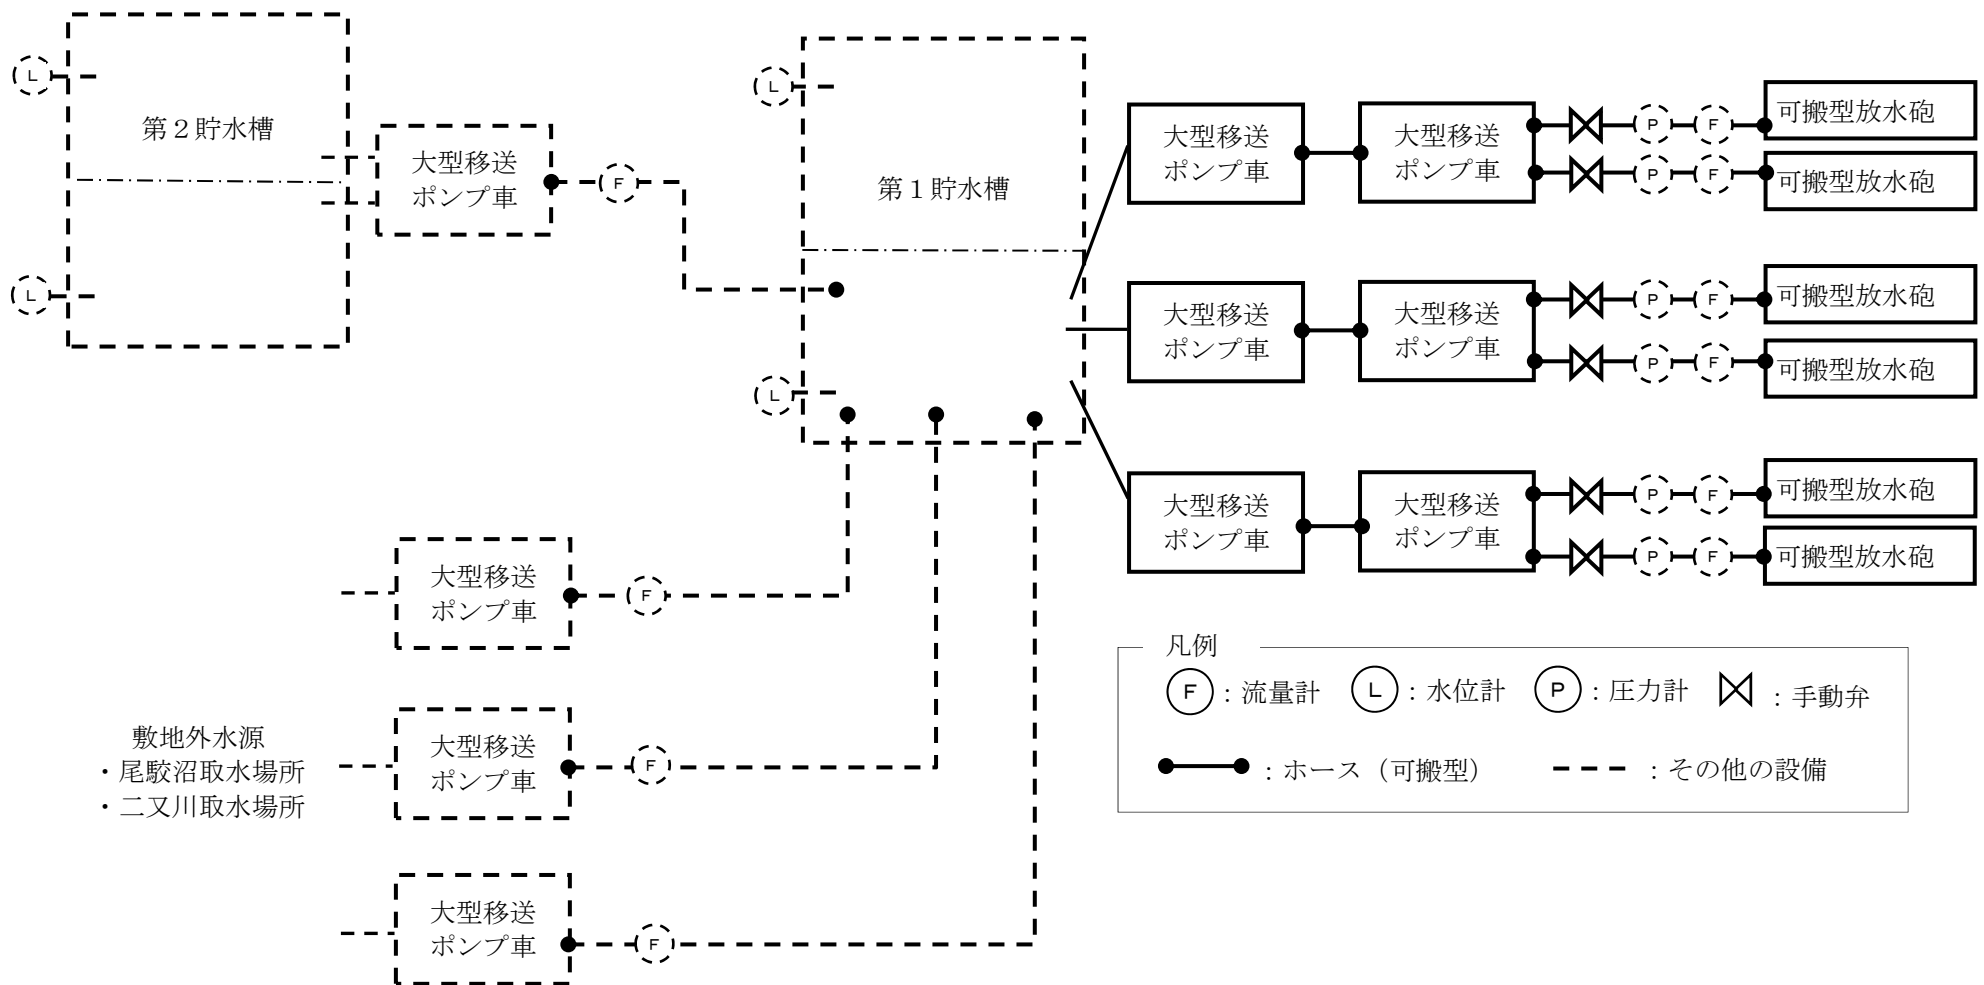 L
第２貯水槽
大型移送
ポンプ車
F
L
L
第１貯水槽
L
大型移送
ポンプ車
大型移送
ポンプ車
P
F
可搬型放水砲
P
F
可搬型放水砲
大型移送
ポンプ車
大型移送
ポンプ車
P
F
可搬型放水砲
P
F
可搬型放水砲
大型移送
ポンプ車
大型移送
ポンプ車
P
F
可搬型放水砲
P
F
可搬型放水砲
大型移送
ポンプ車
F
敷地外水源
・尾駮沼取水場所
・二又川取水場所
大型移送
ポンプ車
F
大型移送
ポンプ車
F
凡例
F：流量計
L：水位計
P：圧力計
：手動弁
：ホース（可搬型）
：その他の設備